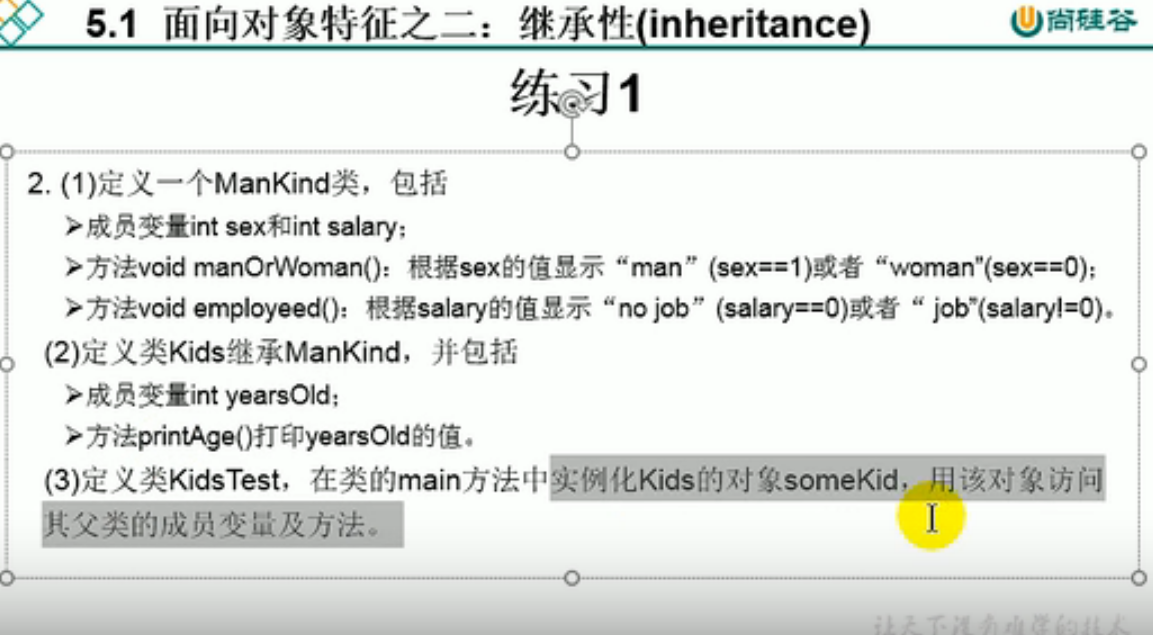 5.1 面向对象特征之二：继承性(inheritance)
尚硅谷
练习1
2. (1)定义一个ManKind类，包括
➢成员变量int sex和int salary；
➢方法void manOrWoman()：根据sex的值显示“man”(sex==1)或者“woman”(sex==0)；
➢方法void employeed()：根据salary的值显示“no job”(salary==0)或者“ job”(salary!=0)。
(2)定义类Kids继承ManKind，并包括
➢成员变量int yearsOld；
➢方法printAge()打印yearsOld的值。
(3)定义类KidsTest，在类的main方法中实例化Kids的对象someKid，用该对象访问
其父类的成员变量及方法。
让天下没有难学的技术